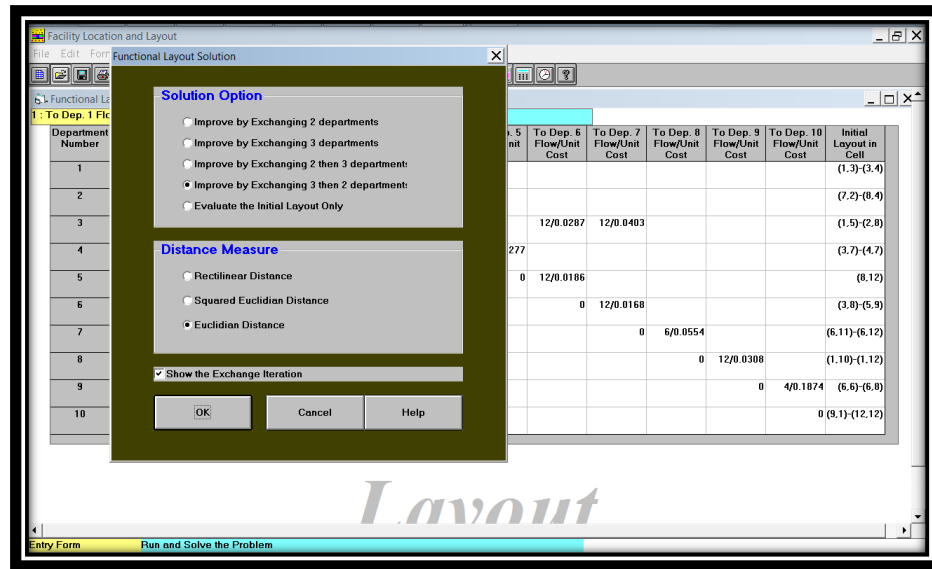 Facility Location and Layout
File Edit Form
Functional Layout Solution
Functional La
1 : To Dep. 1 Flo
Department Number
. 5 nit
To Dep. 6 Flow/Unit Cost
To Dep. 7 Flow/Unit Cost
To Dep. 8 Flow/Unit Cost
To Dep. 9 Flow/Unit Cost
To Dep. 10 Flow/Unit Cost
Initial Layout in Cell
1 (1,3)-(3,4)
2 (7,2)-(8,4)
3 12/0.0287 12/0.0403 (1,5)-(2,8)
4 277 (3,7)-(4,7)
5 0 12/0.0186 (8,12)
6 0 12/0.0168 (3,8)-(5,9)
7 0 6/0.0554 (6,11)-(6,12)
8 0 12/0.0308 (1,10)-(1,12)
9 0 4/0.1874 (6,6)-(6,8)
10 0 (9,1)-(12,12)
Solution Option
Improve by Exchanging 2 departments
Improve by Exchanging 3 departments
Improve by Exchanging 2 then 3 departments
Improve by Exchanging 3 then 2 departments
Evaluate the Initial Layout Only
Distance Measure
Rectilinear Distance
Squared Euclidian Distance
Euclidian Distance
Show the Exchange Iteration
OK Cancel Help
Layout
Entry Form Run and Solve the Problem